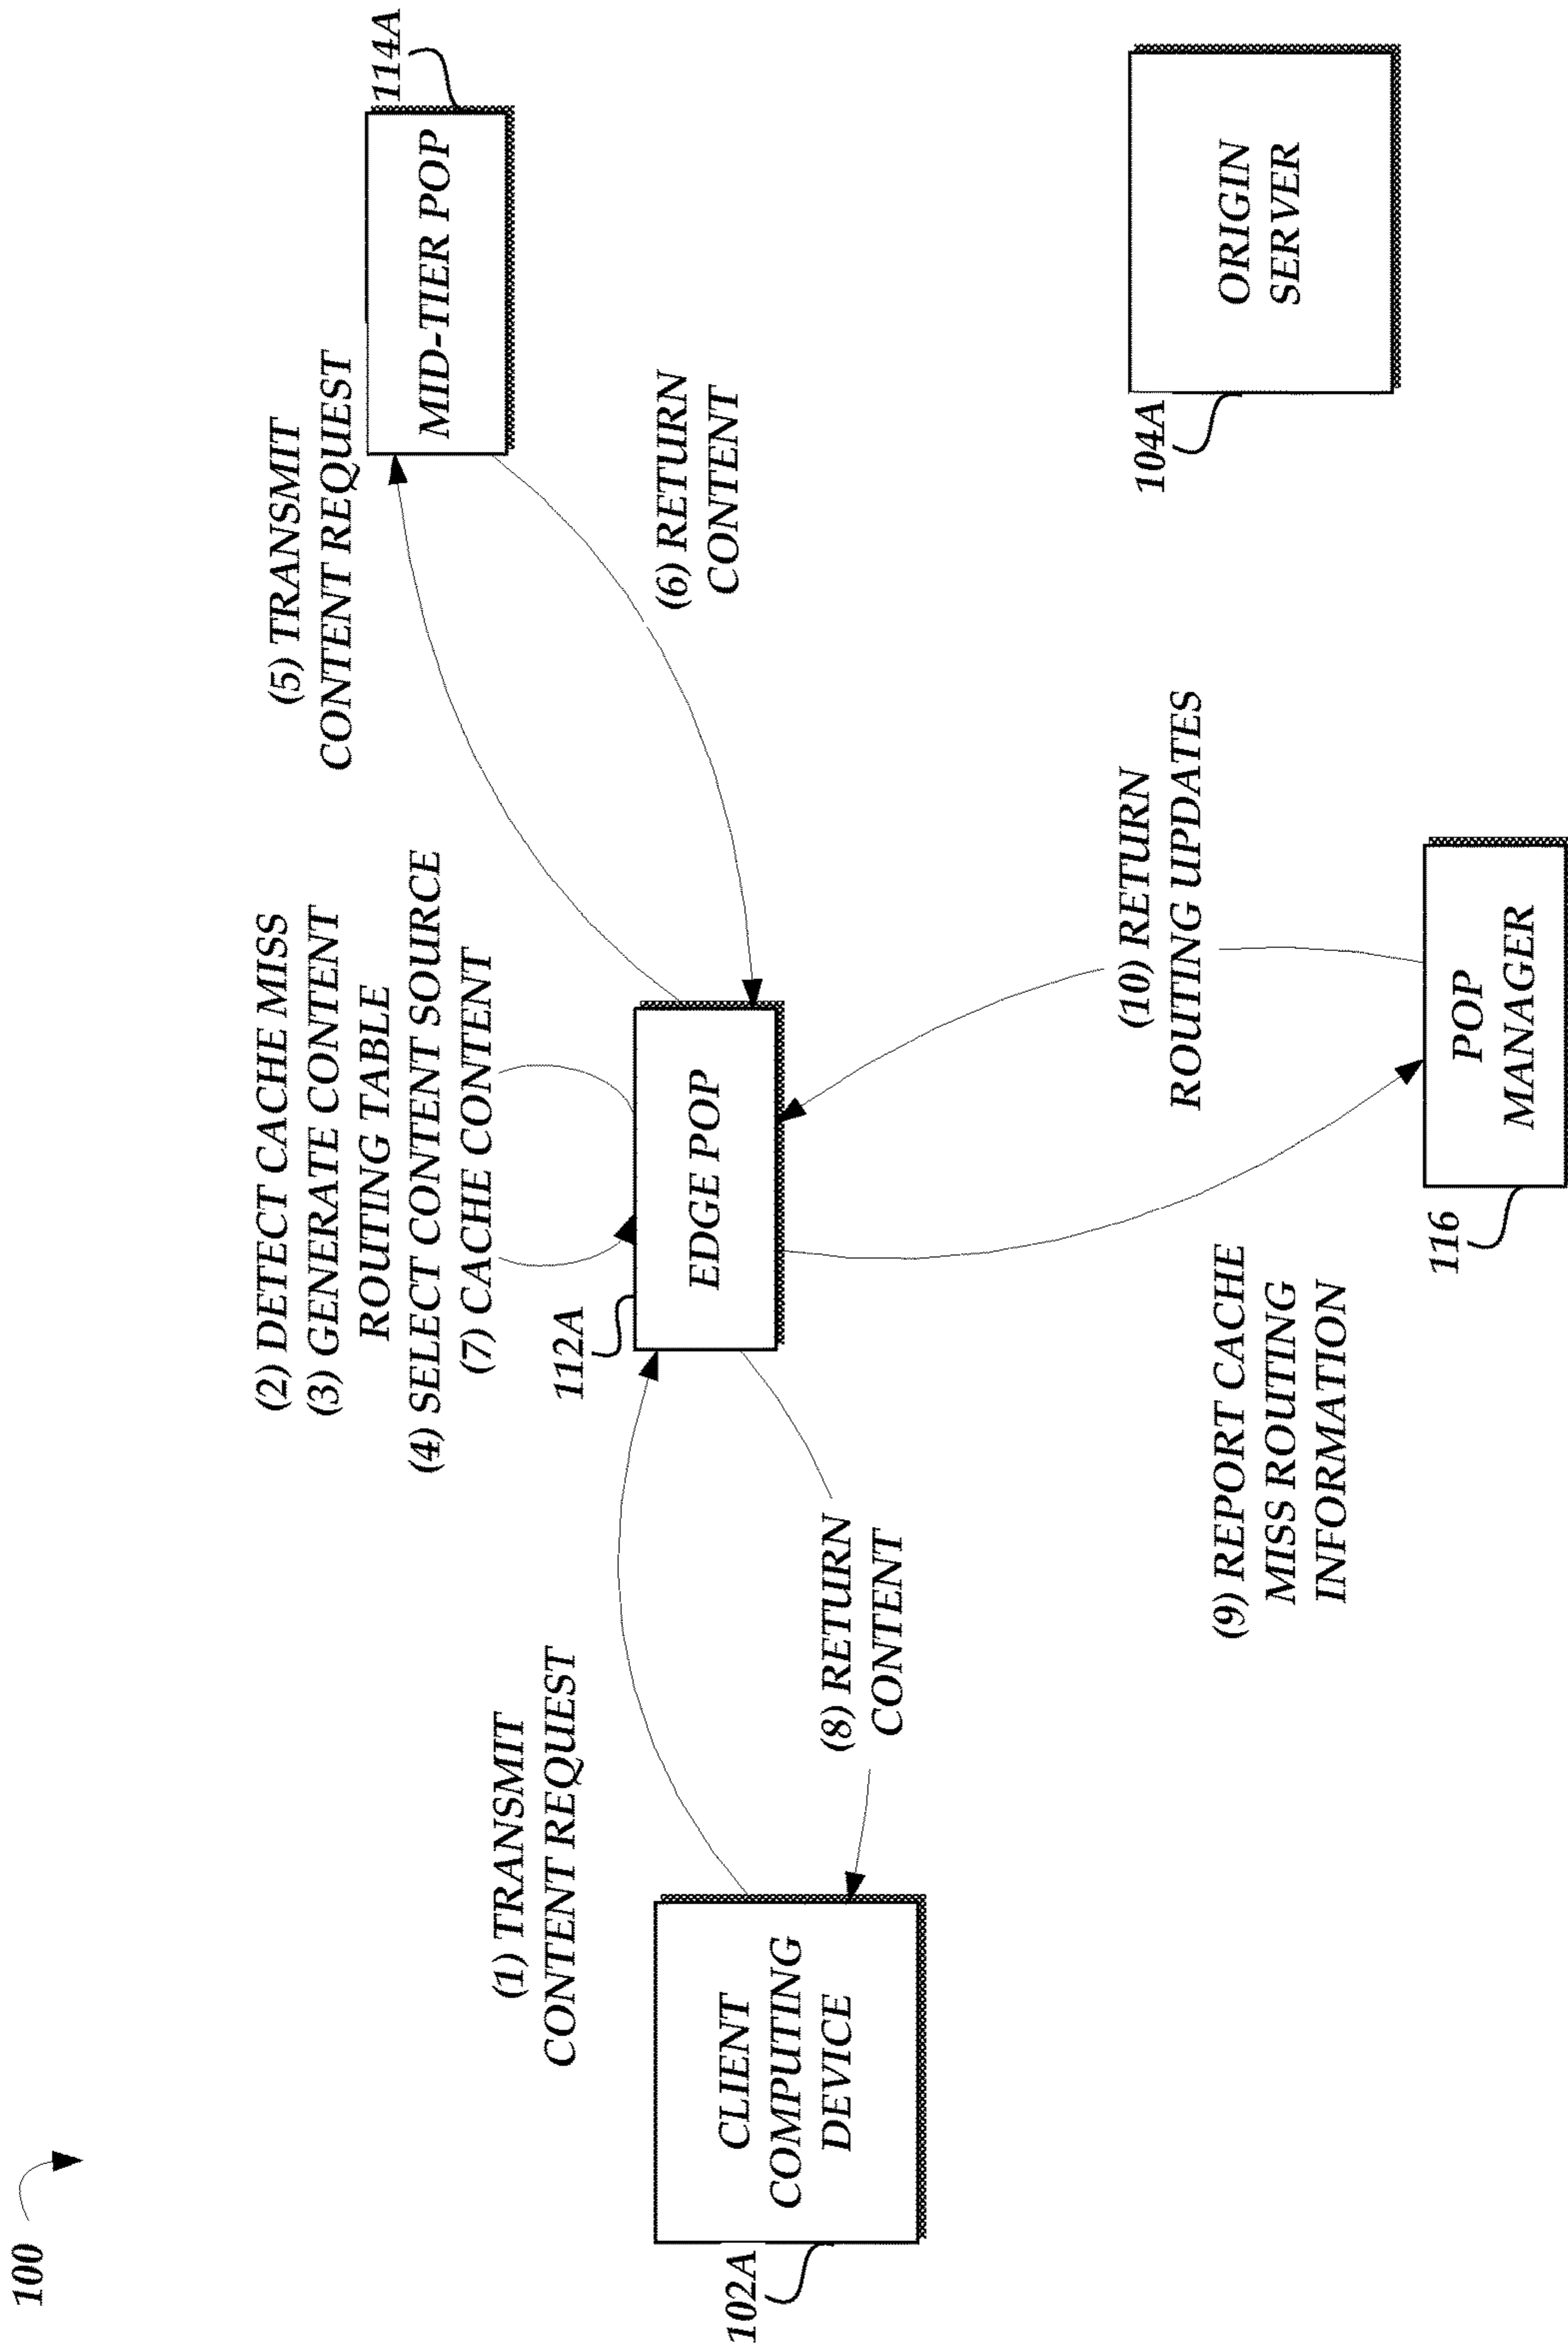 100
(2) DETECT CACHE MISS
(3) GENERATE CONTENT
ROUTING TABLE
(4) SELECT CONTENT SOURCE
(7) CACHE CONTENT
(5) TRANSMIT
CONTENT REQUEST
114A
MID-TIER POP
(1) TRANSMIT
CONTENT REQUEST
112A
EDGE POP
(6) RETURN
CONTENT
102A
CLIENT
COMPUTING
DEVICE
(8) RETURN
CONTENT
(10) RETURN
ROUTING UPDATES
104A
ORIGIN
SERVER
(9) REPORT CACHE
MISS ROUTING
INFORMATION
116
POP
MANAGER